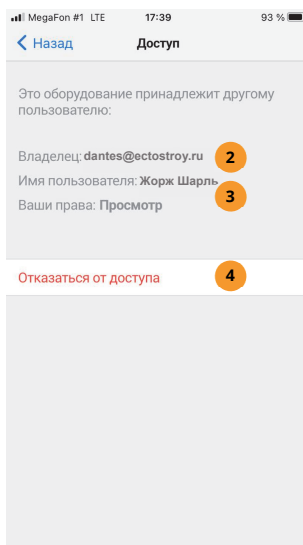 MegaFon #1 LTE 17:39 93 %
Назад Доступ
Это оборудование принадлежит другому
пользователю:
Владелец: dantes@ectostroy.ru 2
Имя пользователя: Жорж Шарль
3
Ваши права: Просмотр
Отказаться от доступа 4